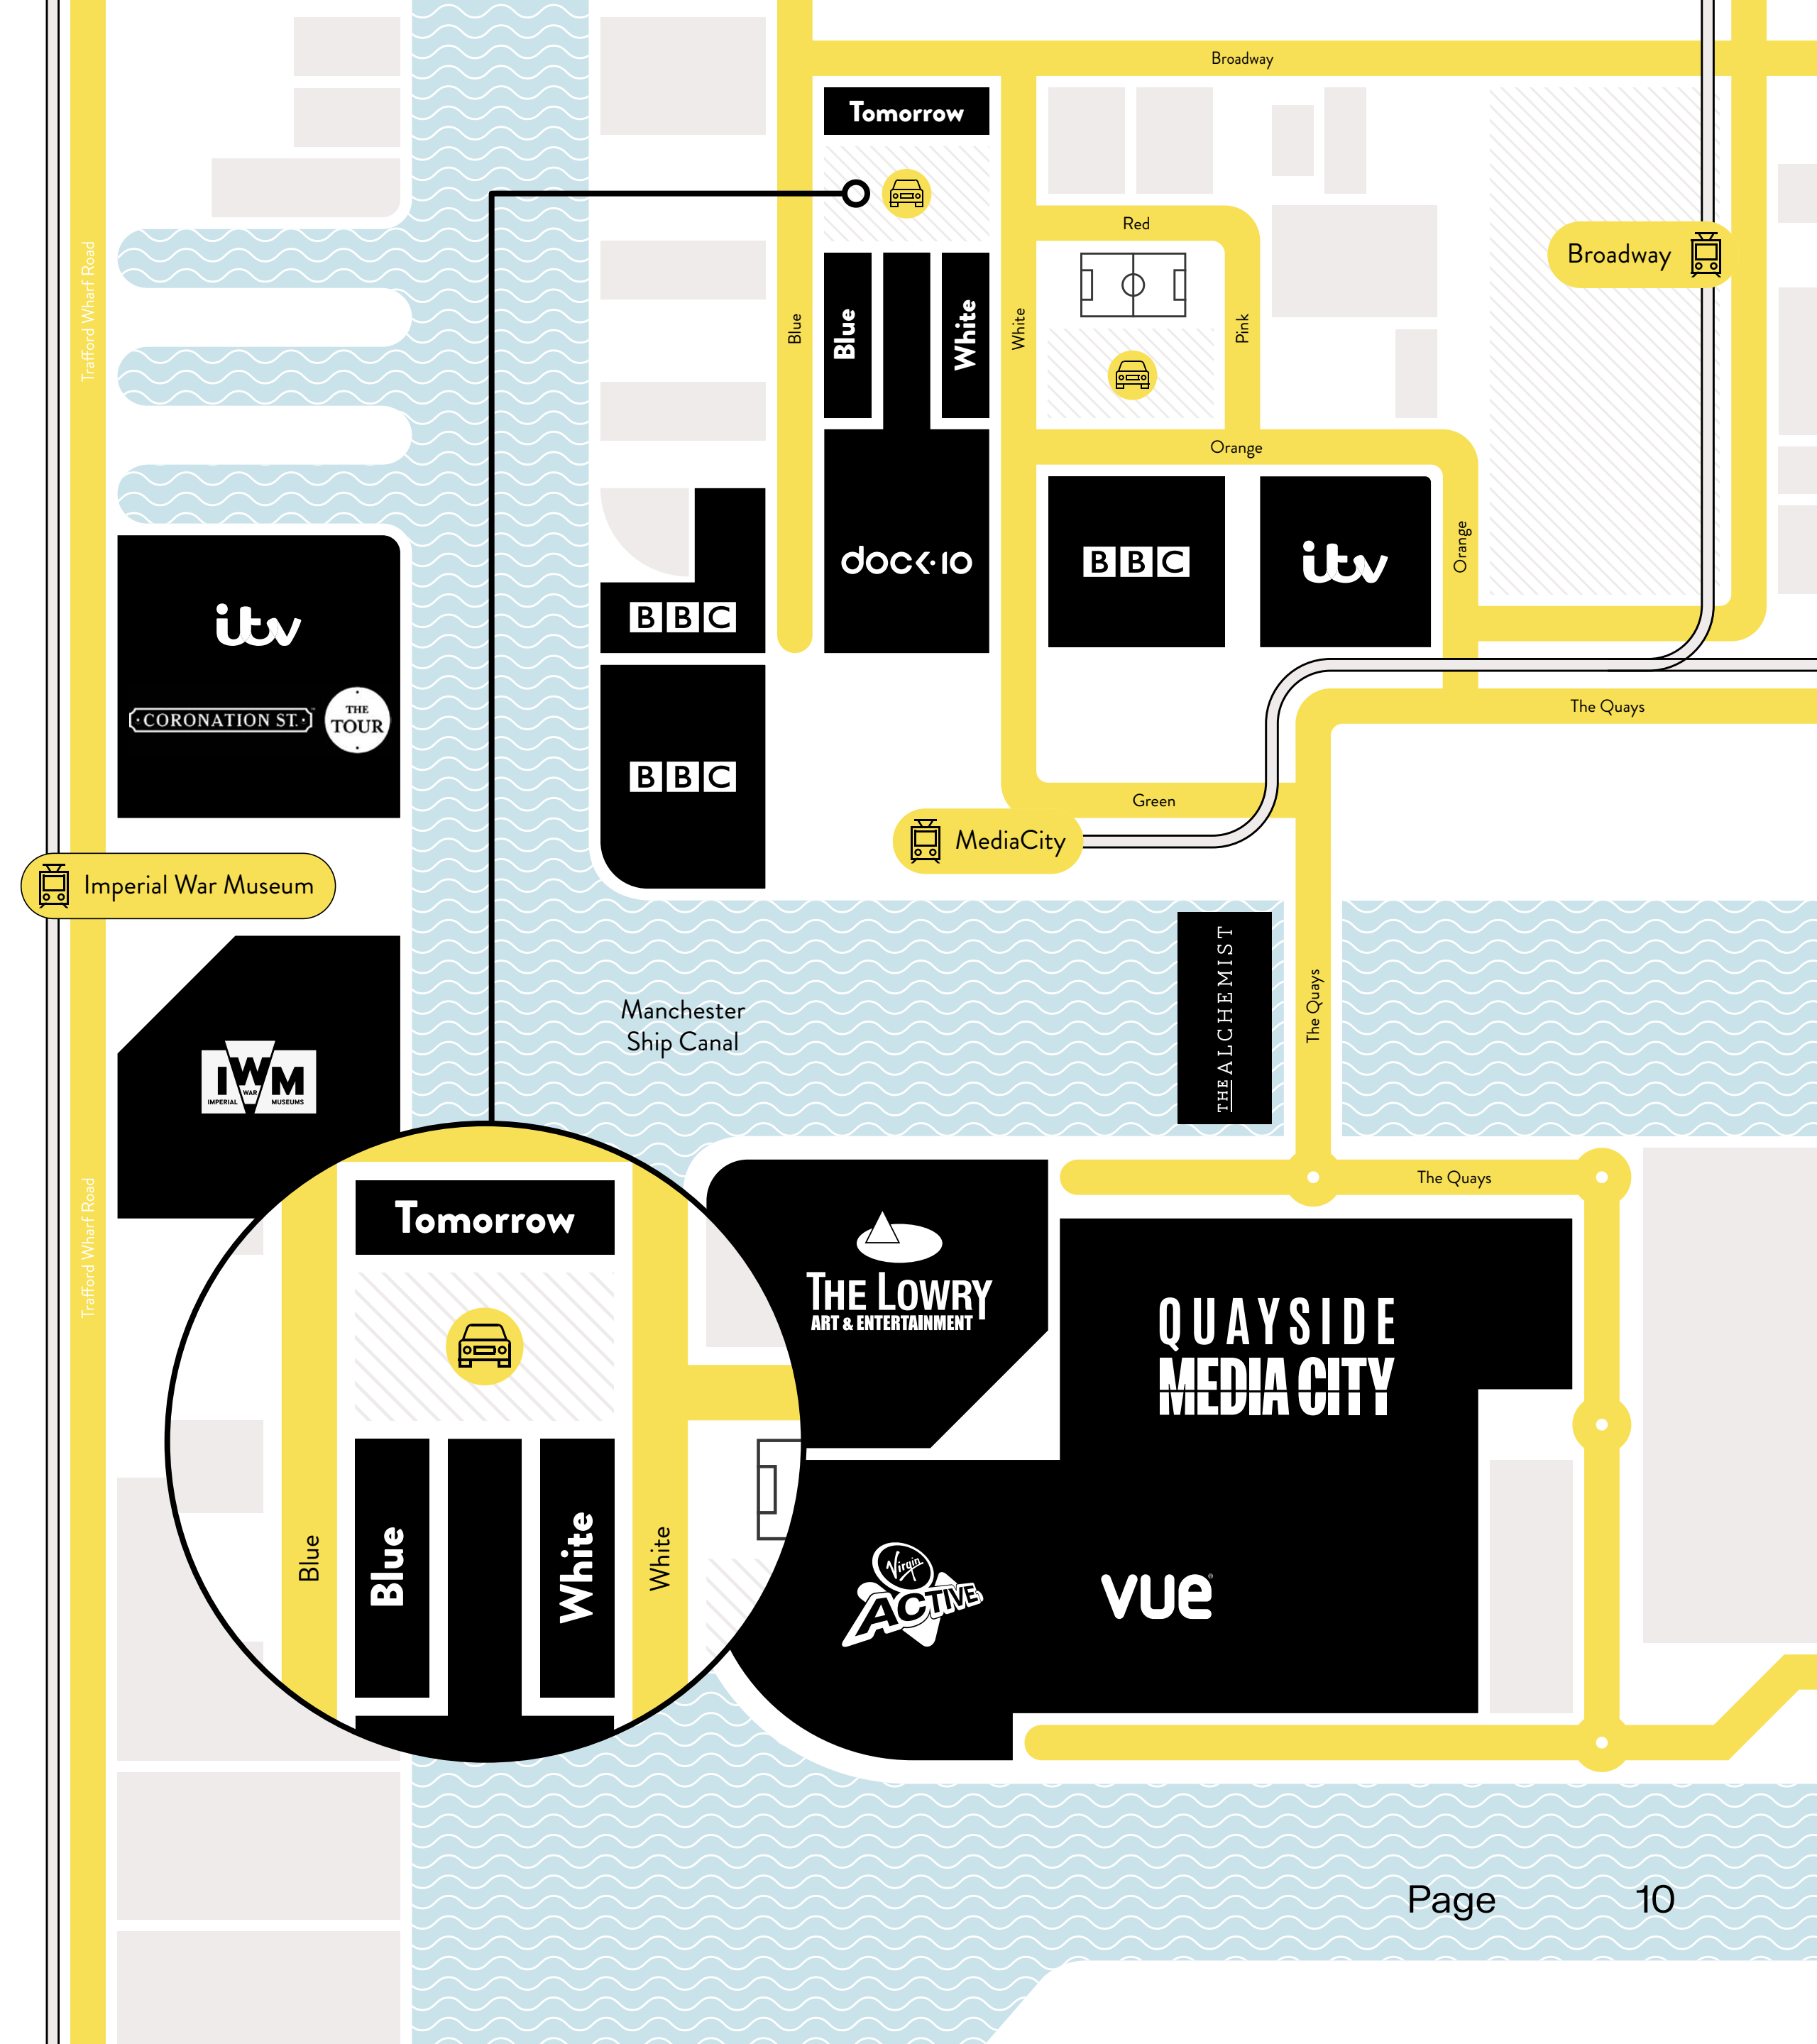 Broadway
Tomorrow
Red
Broadway
Trafford Wharf Road
Blue
Blue
White
White
Pink
Orange
Orange
dock10
BBC
itv
BBC
itv
CORONATION ST.
THE
TOUR
The Quays
BBC
Green
MediaCity
Imperial War Museum
THE ALCHEMIST
The Quays
Manchester
Ship Canal
IWM
IMPERIAL WAR MUSEUMS
The Quays
Trafford Wharf Road
Tomorrow
THE LOWRY
ART & ENTERTAINMENT
QUAYSIDE
MEDIA CITY
Blue
Blue
White
White
Virgin
ACTIVE
vue
Page 10